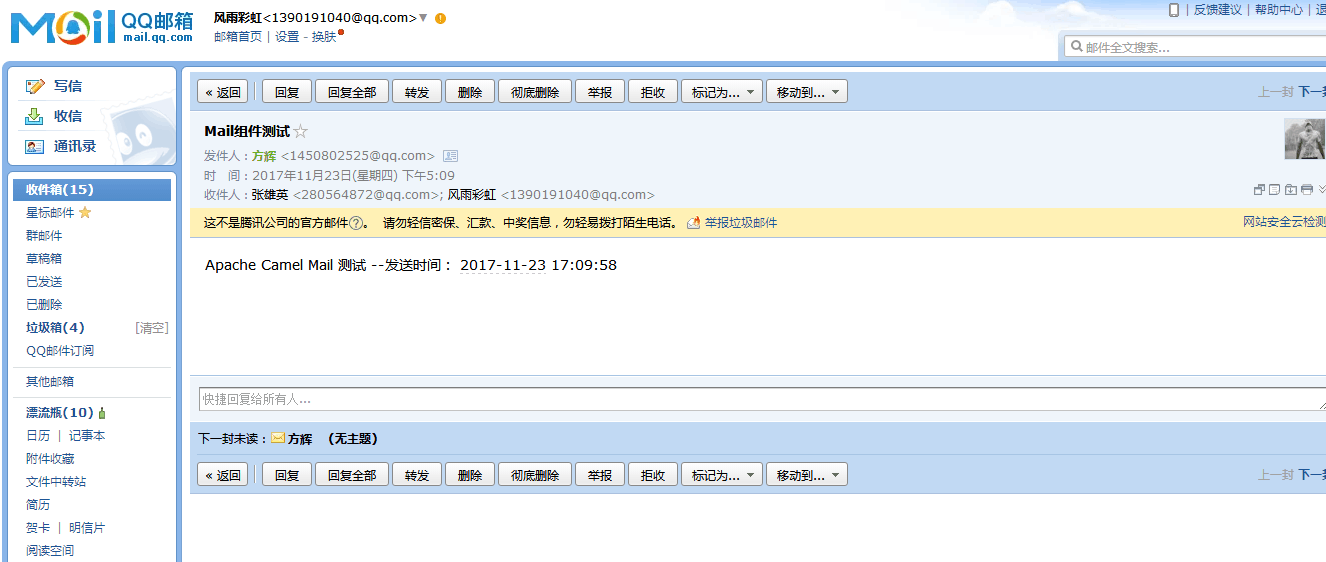 Mail QQ邮箱 mail.qq.com
风雨彩虹<1390191040@qq.com>
邮箱首页 | 设置 - 换肤
反馈建议 | 帮助中心 |
邮件全文搜索...
写信
收信
通讯录
收件箱(15)
星标邮件
群邮件
草稿箱
已发送
已删除
垃圾箱(4) [清空]
QQ邮件订阅
其他邮箱
漂流瓶(10)
日历 | 记事本
附件收藏
文件中转站
简历
贺卡 | 明信片
阅读空间
« 返回 回复 回复全部 转发 删除 彻底删除 举报 拒收 标记为... 移动到... 上一封 下一封
Mail组件测试
发件人：方辉 <1450802525@qq.com>
时 间：2017年11月23日(星期四) 下午5:09
收件人：张雄英 <280564872@qq.com>; 风雨彩虹 <1390191040@qq.com>
这不是腾讯公司的官方邮件?。 请勿轻信密保、汇款、中奖信息，勿轻易拨打陌生电话。 举报垃圾邮件 网站安全云检测
Apache Camel Mail 测试 --发送时间： 2017-11-23 17:09:58
快捷回复给所有人...
下一封未读：方辉 （无主题）
« 返回 回复 回复全部 转发 删除 彻底删除 举报 拒收 标记为... 移动到... 上一封 下一封